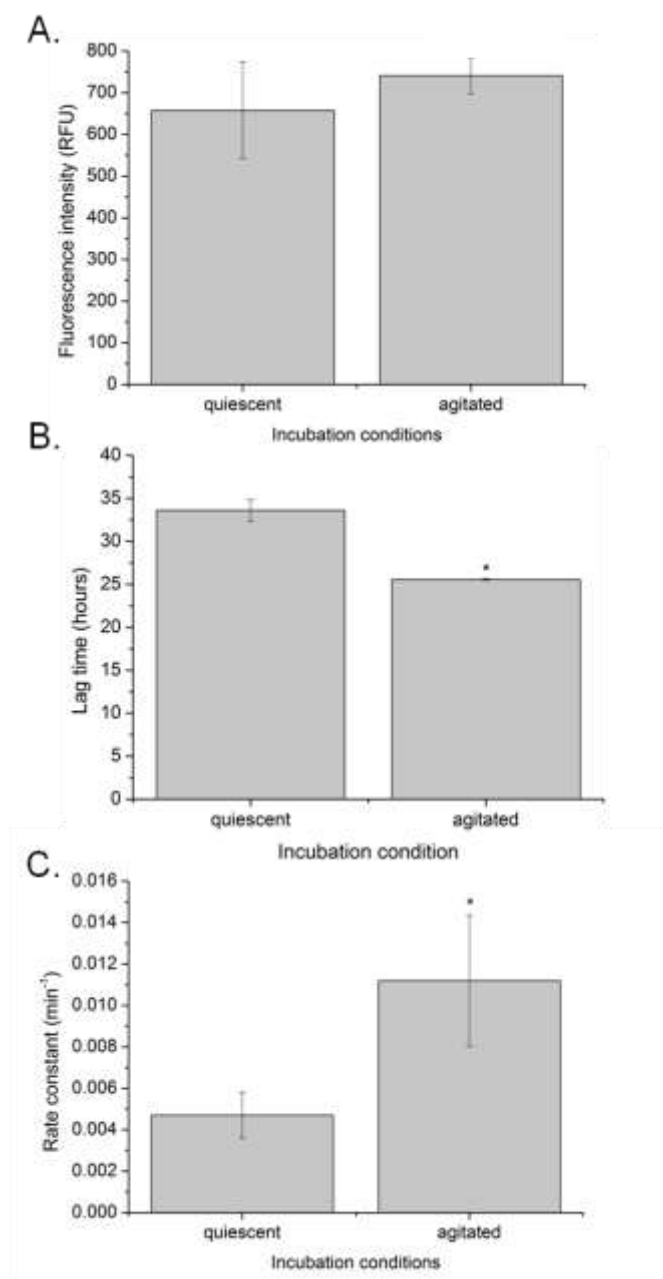 A.
800
700
600
500
400
300
200
100
0
Fluorescence intensity (RFU)
quiescent agitated
Incubation conditions
B.
40
35
30
25
20
15
10
5
0
Lag time (hours)
*
quiescent agitated
Incubation condition
C.
0.016
0.014
0.012
0.010
0.008
0.006
0.004
0.002
0.000
Rate constant (min⁻¹)
*
quiescent agitated
Incubation conditions